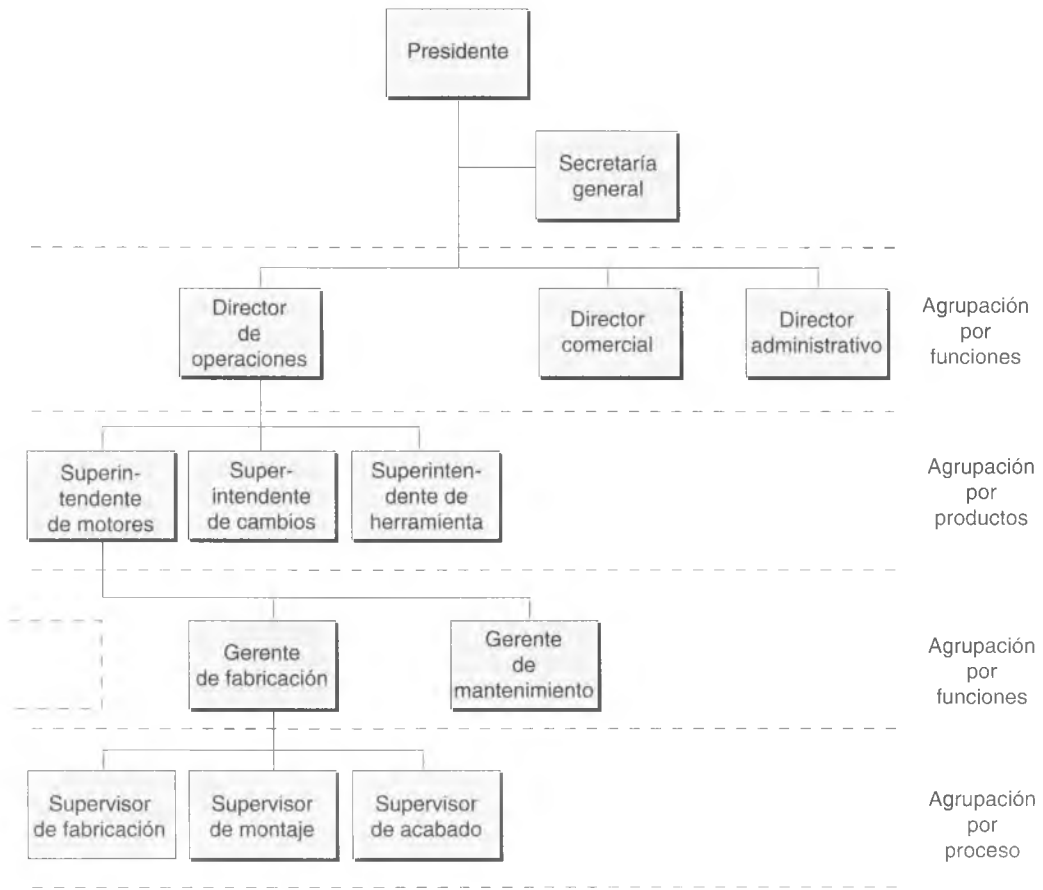 Presidente
Secretaría
general
Director
de
operaciones
Director
comercial
Director
administrativo
Agrupación
por
funciones
Superin-
tendente
de motores
Super-
intendente
de cambios
Superinten-
dente de
herramienta
Agrupación
por
productos
Gerente
de fabricación
Gerente
de
mantenimiento
Agrupación
por
funciones
Supervisor
de fabricación
Supervisor
de montaje
Supervisor
de acabado
Agrupación
por
proceso